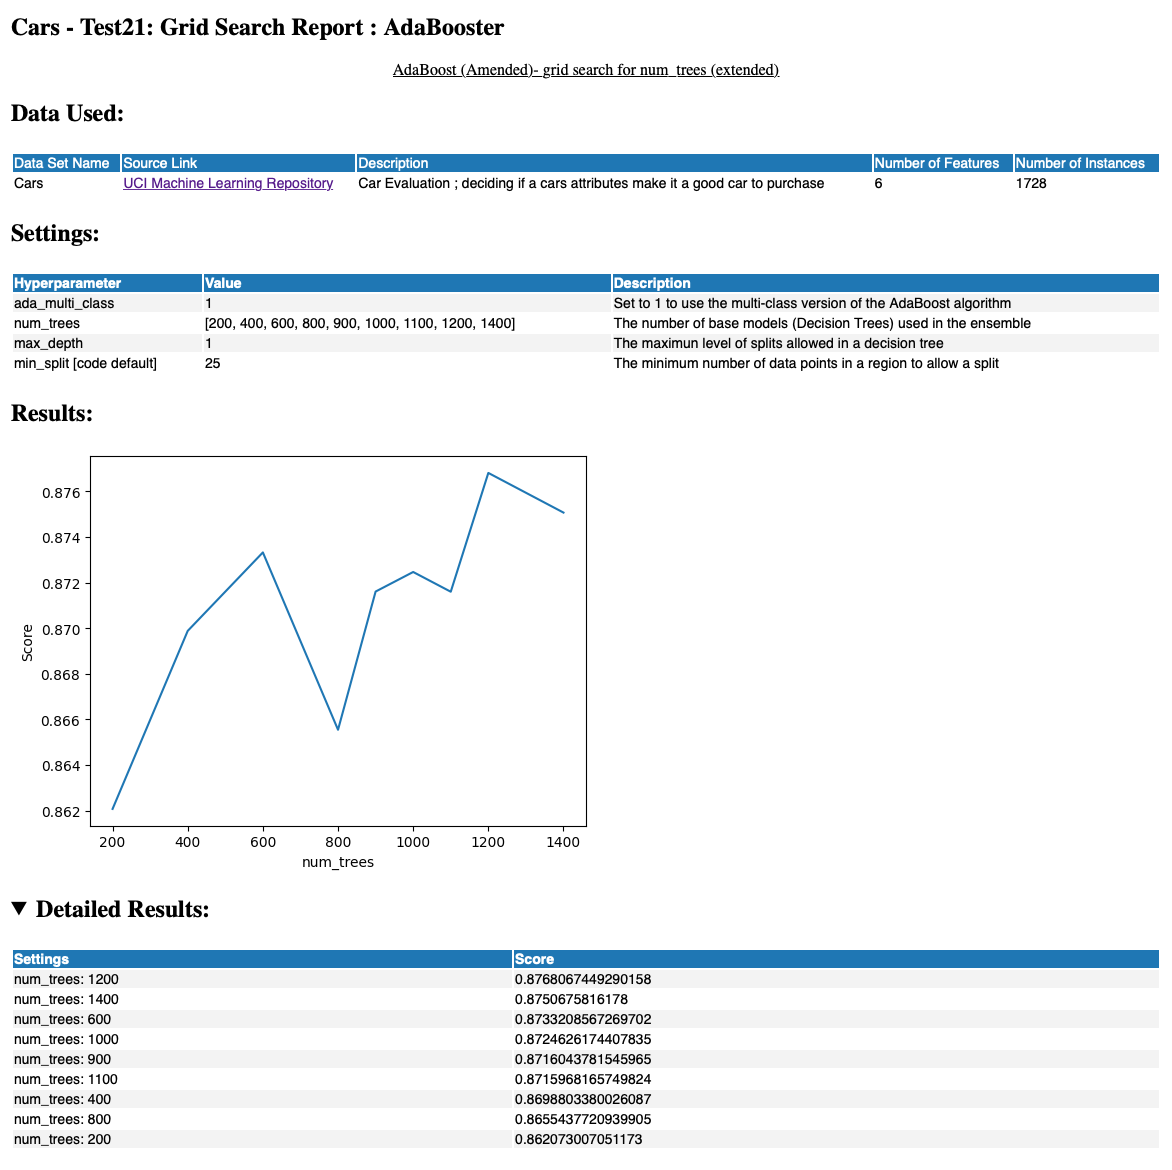 Cars - Test21: Grid Search Report : AdaBooster
AdaBoost (Amended)- grid search for num_trees (extended)
Data Used:
Data Set Name Source Link Description Number of Features Number of Instances
Cars UCI Machine Learning Repository Car Evaluation ; deciding if a cars attributes make it a good car to purchase 6 1728
Settings:
Hyperparameter Value Description
ada_multi_class 1 Set to 1 to use the multi-class version of the AdaBoost algorithm
num_trees [200, 400, 600, 800, 900, 1000, 1100, 1200, 1400] The number of base models (Decision Trees) used in the ensemble
max_depth 1 The maximun level of splits allowed in a decision tree
min_split [code default] 25 The minimum number of data points in a region to allow a split
Results:
0.876
0.874
0.872
0.870
0.868
0.866
0.864
0.862
Score
200 400 600 800 1000 1200 1400
num_trees
▼ Detailed Results:
Settings Score
num_trees: 1200 0.8768067449290158
num_trees: 1400 0.8750675816178
num_trees: 600 0.8733208567269702
num_trees: 1000 0.8724626174407835
num_trees: 900 0.8716043781545965
num_trees: 1100 0.8715968165749824
num_trees: 400 0.8698803380026087
num_trees: 800 0.8655437720939905
num_trees: 200 0.862073007051173